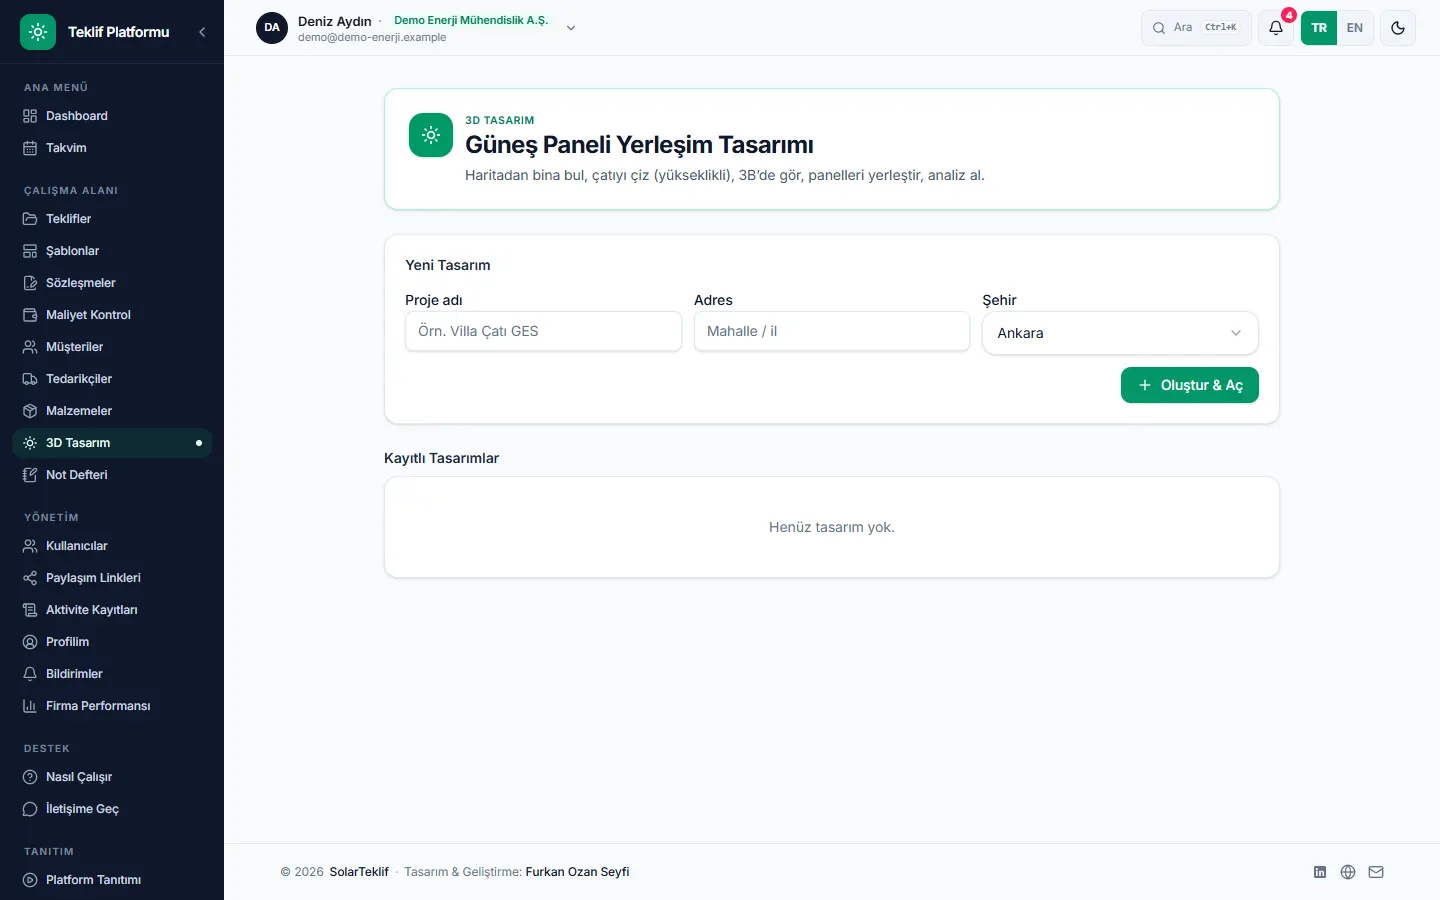 Teklif Platformu
ANA MENÜ
Dashboard
Takvim
ÇALIŞMA ALANI
Teklifler
Şablonlar
Sözleşmeler
Maliyet Kontrol
Müşteriler
Tedarikçiler
Malzemeler
3D Tasarım
Not Defteri
YÖNETİM
Kullanıcılar
Paylaşım Linkleri
Aktivite Kayıtları
Profilim
Bildirimler
Firma Performansı
DESTEK
Nasıl Çalışır
İletişime Geç
TANITIM
Platform Tanıtımı
DA
Deniz Aydın · Demo Enerji Mühendislik A.Ş.
demo@demo-enerji.example
Ara Ctrl+K
4
TR EN
3D TASARIM
Güneş Paneli Yerleşim Tasarımı
Haritadan bina bul, çatıyı çiz (yükseklikli), 3B’de gör, panelleri yerleştir, analiz al.
Yeni Tasarım
Proje adı Adres Şehir
Örn. Villa Çatı GES Mahalle / il Ankara
+ Oluştur & Aç
Kayıtlı Tasarımlar
Henüz tasarım yok.
© 2026 SolarTeklif · Tasarım & Geliştirme: Furkan Ozan Seyfi